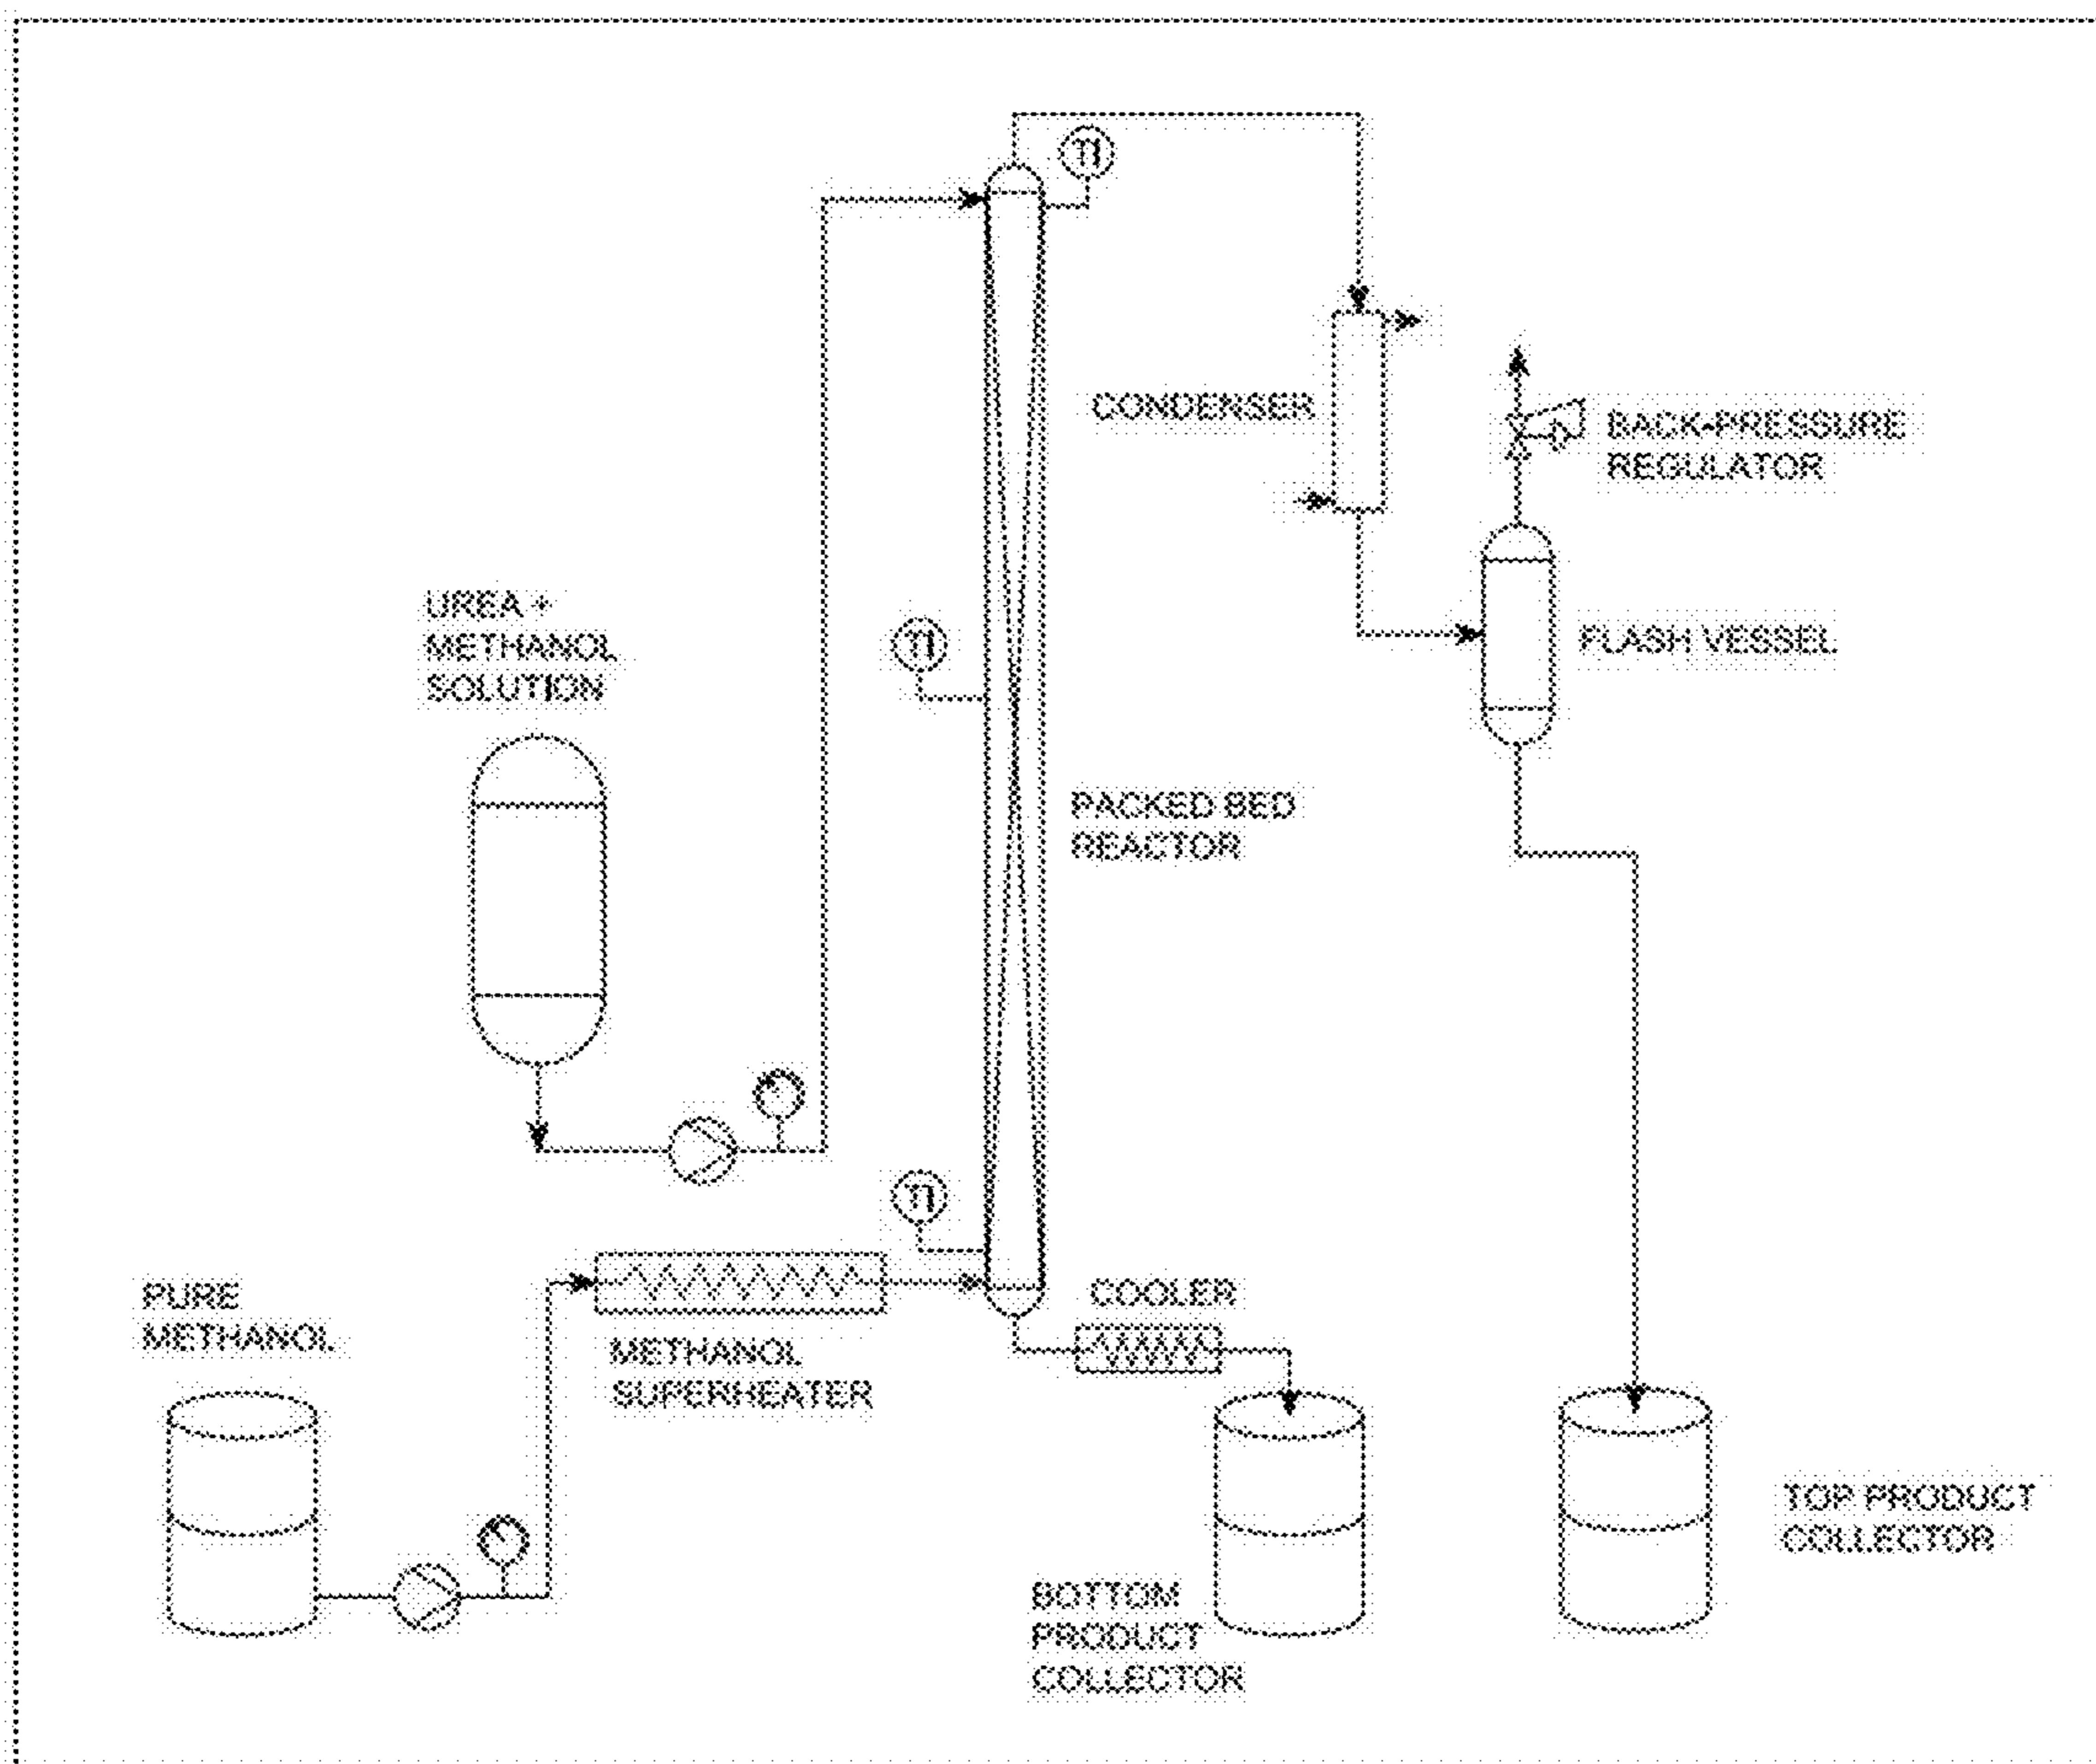 TI
CONDENSER
BACK-PRESSURE
REGULATOR
UREA +
METHANOL
SOLUTION
TI
FLASH VESSEL
PACKED BED
REACTOR
TI
PURE
METHANOL
COOLER
METHANOL
SUPERHEATER
TOP PRODUCT
COLLECTOR
BOTTOM
PRODUCT
COLLECTOR